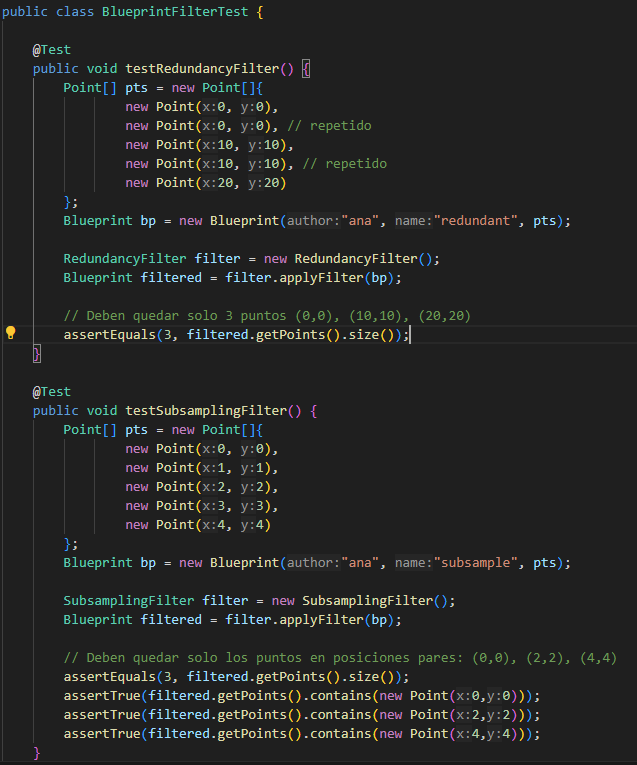 public class BlueprintFilterTest {
@Test
public void testRedundancyFilter() {
Point[] pts = new Point[]{
new Point(x:0, y:0),
new Point(x:0, y:0), // repetido
new Point(x:10, y:10),
new Point(x:10, y:10), // repetido
new Point(x:20, y:20)
};
Blueprint bp = new Blueprint(author:"ana", name:"redundant", pts);
RedundancyFilter filter = new RedundancyFilter();
Blueprint filtered = filter.applyFilter(bp);
// Deben quedar solo 3 puntos (0,0), (10,10), (20,20)
assertEquals(3, filtered.getPoints().size());
}
@Test
public void testSubsamplingFilter() {
Point[] pts = new Point[]{
new Point(x:0, y:0),
new Point(x:1, y:1),
new Point(x:2, y:2),
new Point(x:3, y:3),
new Point(x:4, y:4)
};
Blueprint bp = new Blueprint(author:"ana", name:"subsample", pts);
SubsamplingFilter filter = new SubsamplingFilter();
Blueprint filtered = filter.applyFilter(bp);
// Deben quedar solo los puntos en posiciones pares: (0,0), (2,2), (4,4)
assertEquals(3, filtered.getPoints().size());
assertTrue(filtered.getPoints().contains(new Point(x:0,y:0)));
assertTrue(filtered.getPoints().contains(new Point(x:2,y:2)));
assertTrue(filtered.getPoints().contains(new Point(x:4,y:4)));
}